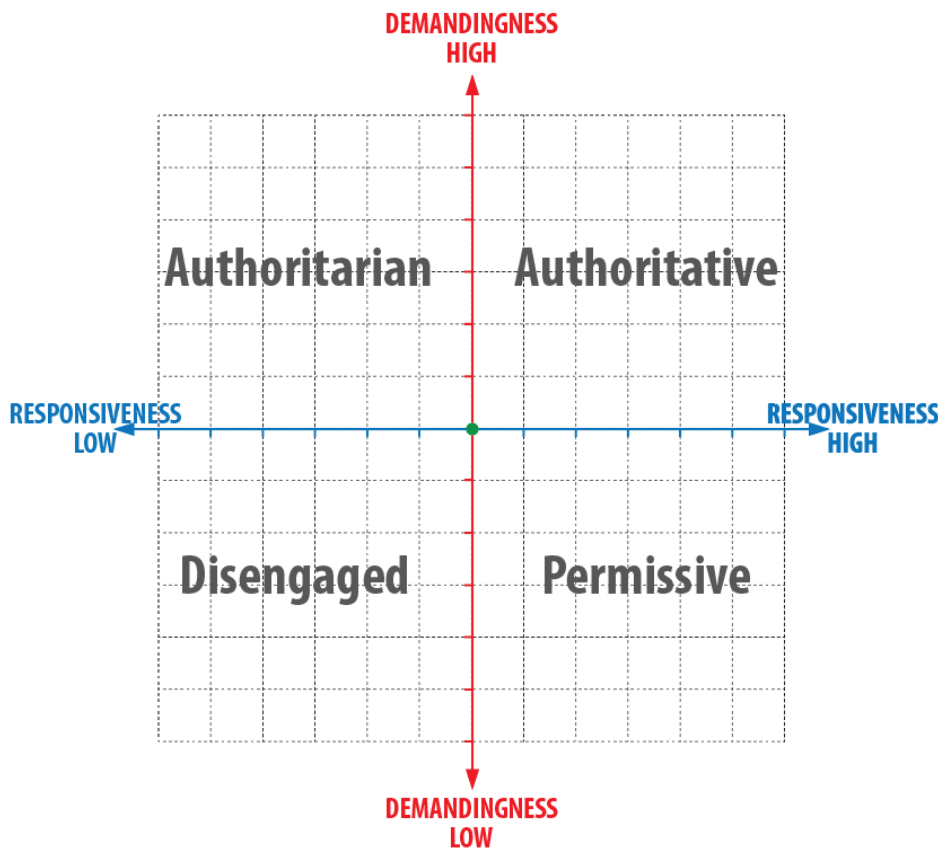 DEMANDINGNESS
HIGH
Authoritarian
Authoritative
RESPONSIVENESS
LOW
RESPONSIVENESS
HIGH
Disengaged
Permissive
DEMANDINGNESS
LOW